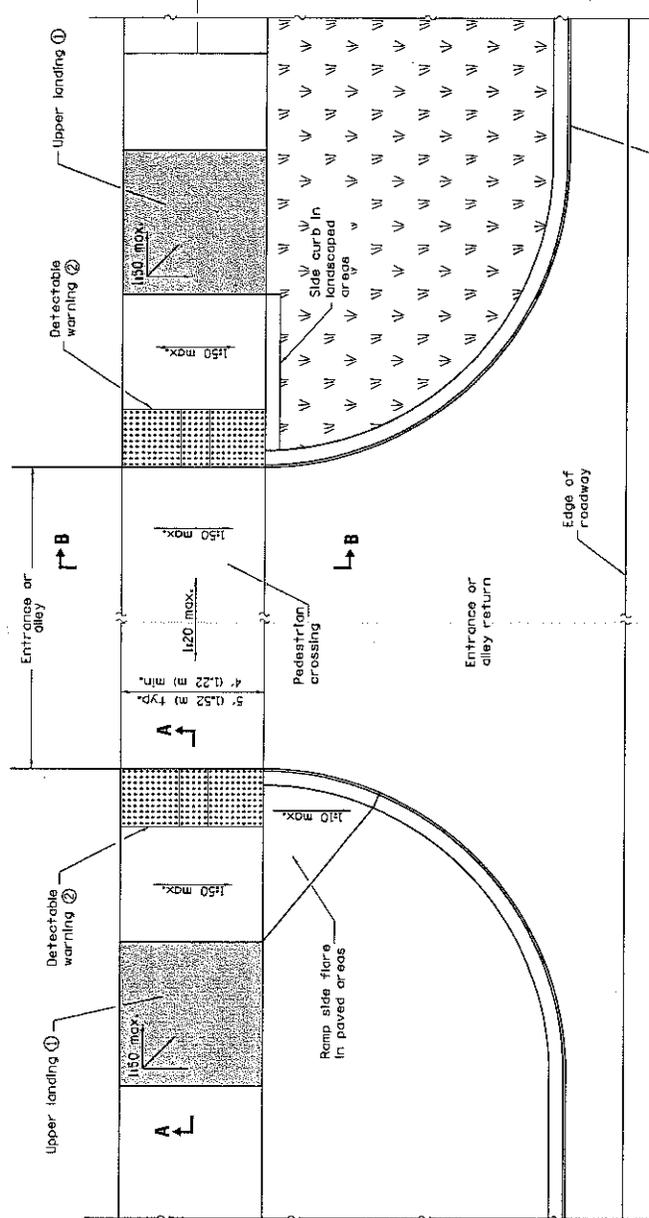 Upper landing ①
Detectable
warning ②
1:50 max.
1:50 max.
Side curb in
landscaped
areas
B
B
Entrance or
alley
1:50 max.
1:20 max.
Pedestrian
crossing
Entrance or
alley return
Edge of
roadway
5' (1.52 m) typ.
4' (1.22 m) min.
A
A
Detectable
warning ②
1:50 max.
1:10 max.
Ramp side flare
in paved areas
Upper landing ①
1:50 max.